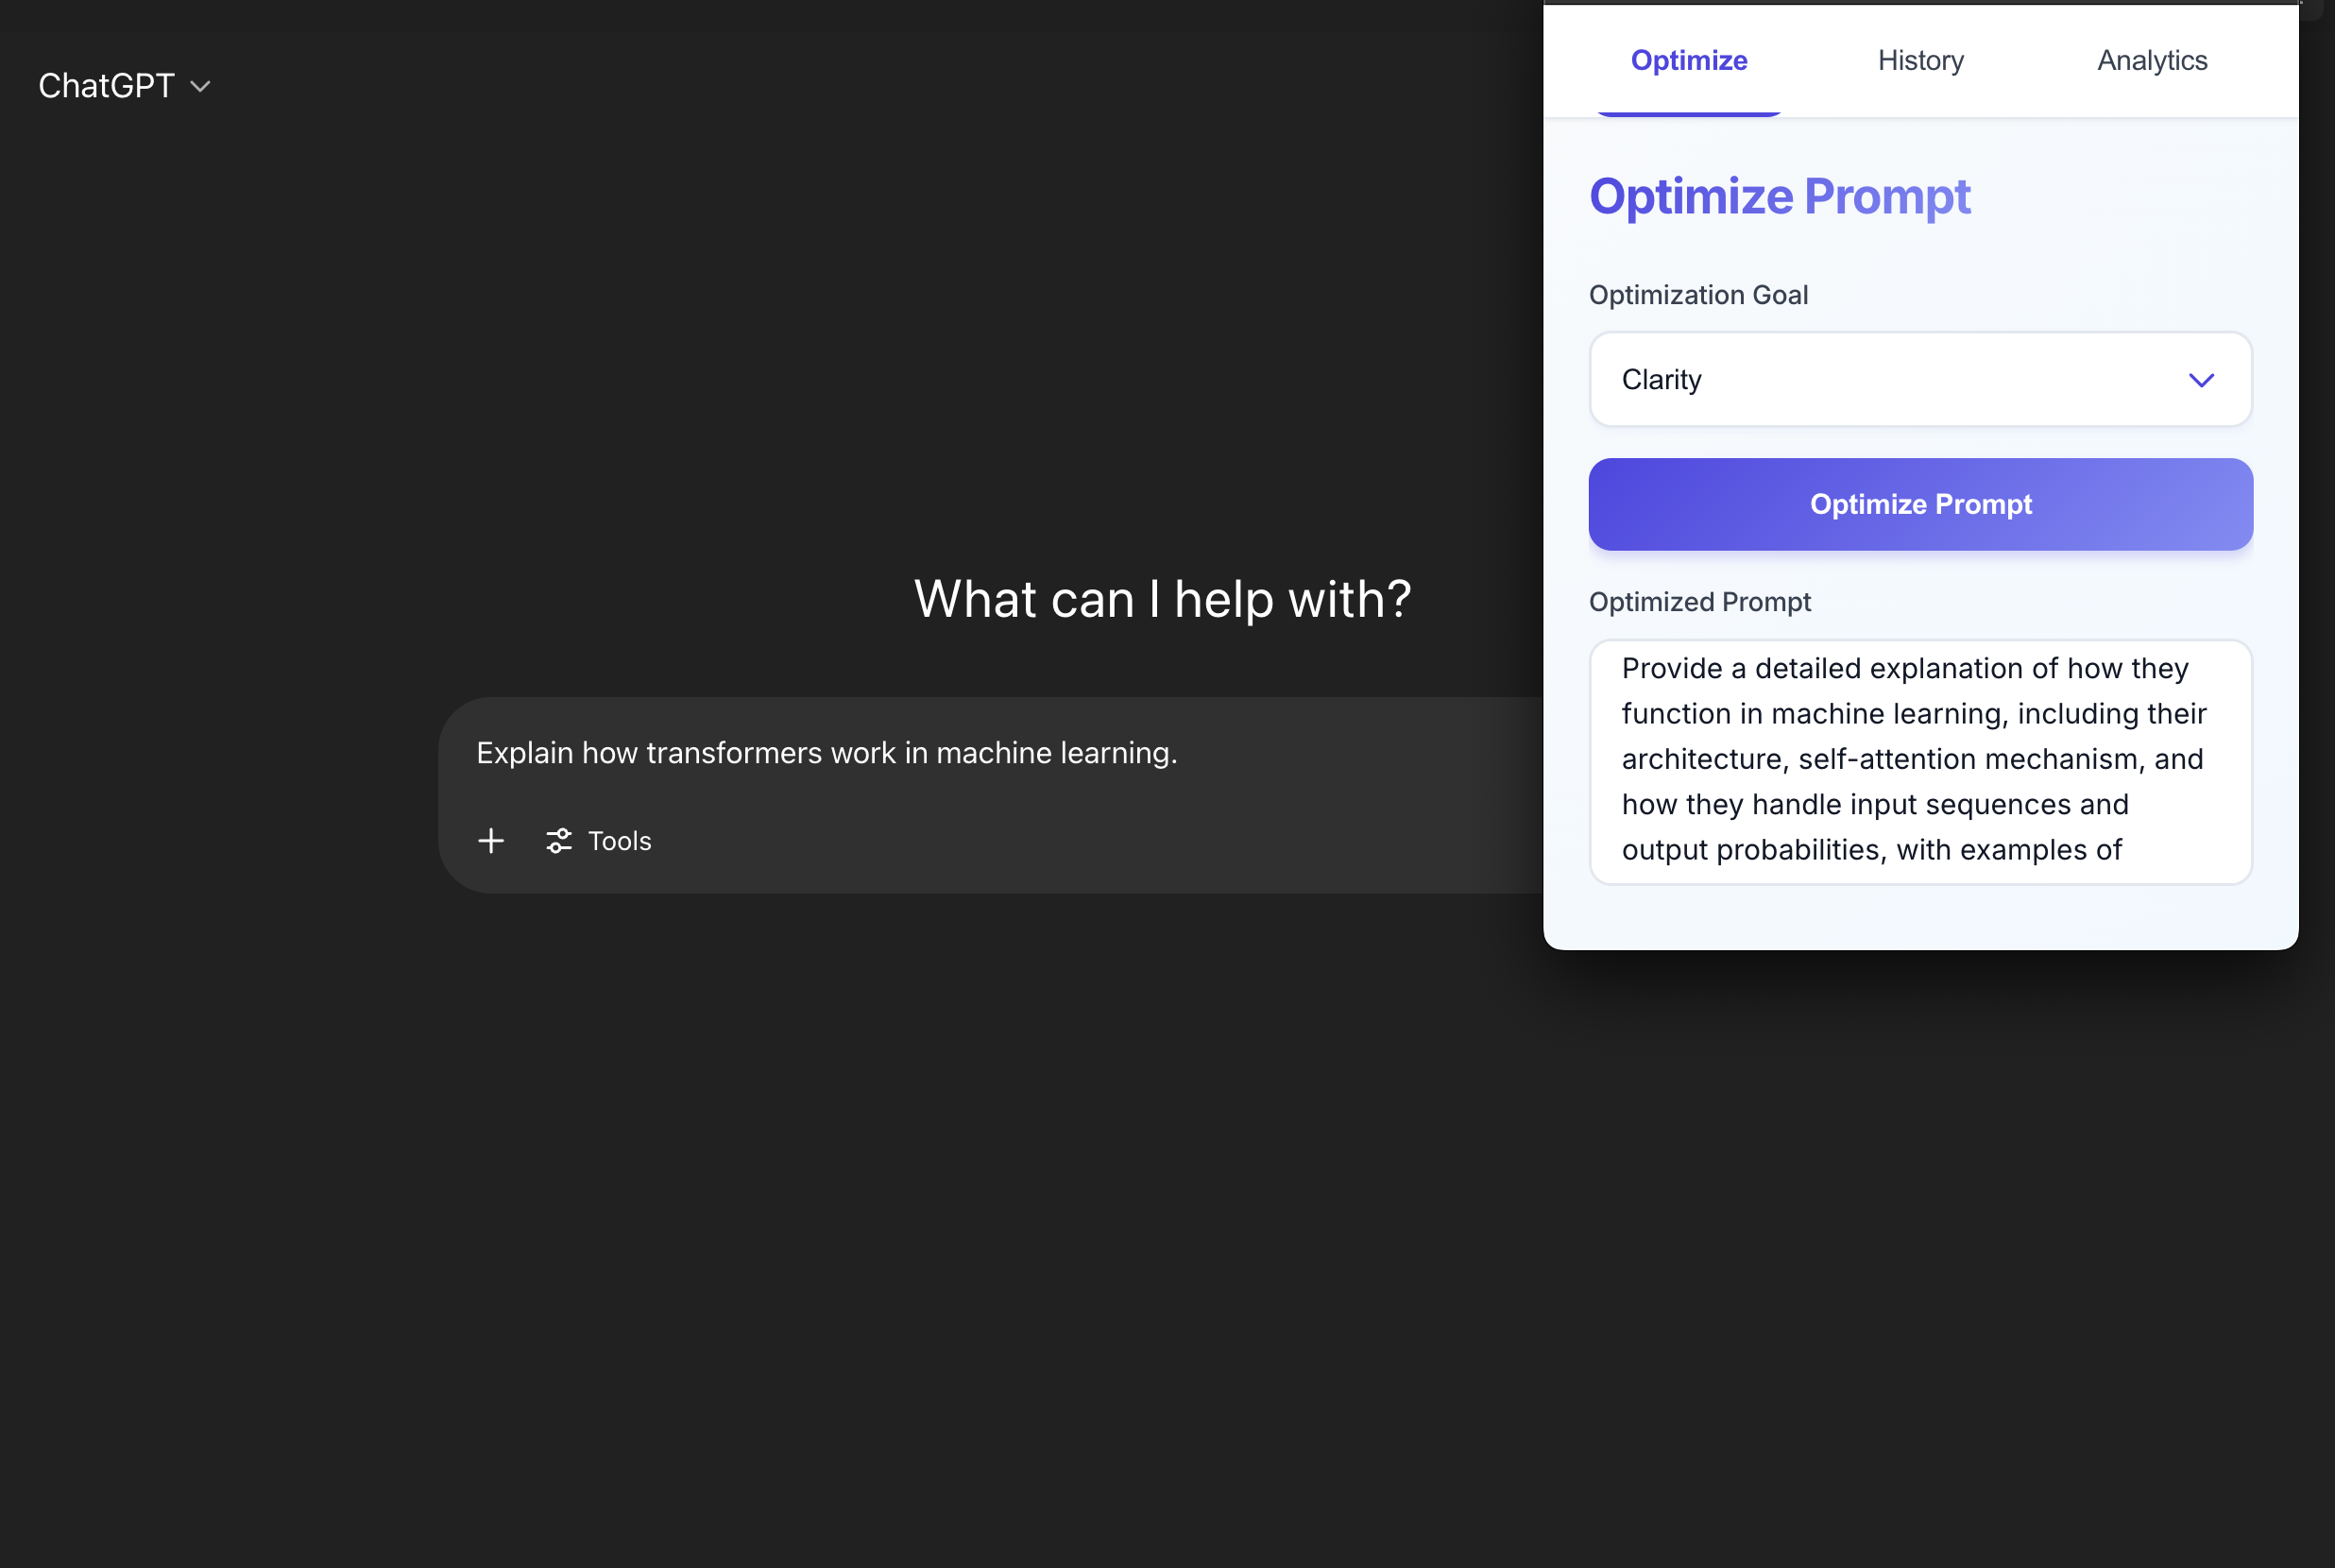 ChatGPT
What can I help with?
Explain how transformers work in machine learning.
Tools
Optimize
History
Analytics
Optimize Prompt
Optimization Goal
Clarity
Optimize Prompt
Optimized Prompt
Provide a detailed explanation of how they
function in machine learning, including their
architecture, self-attention mechanism, and
how they handle input sequences and
output probabilities, with examples of